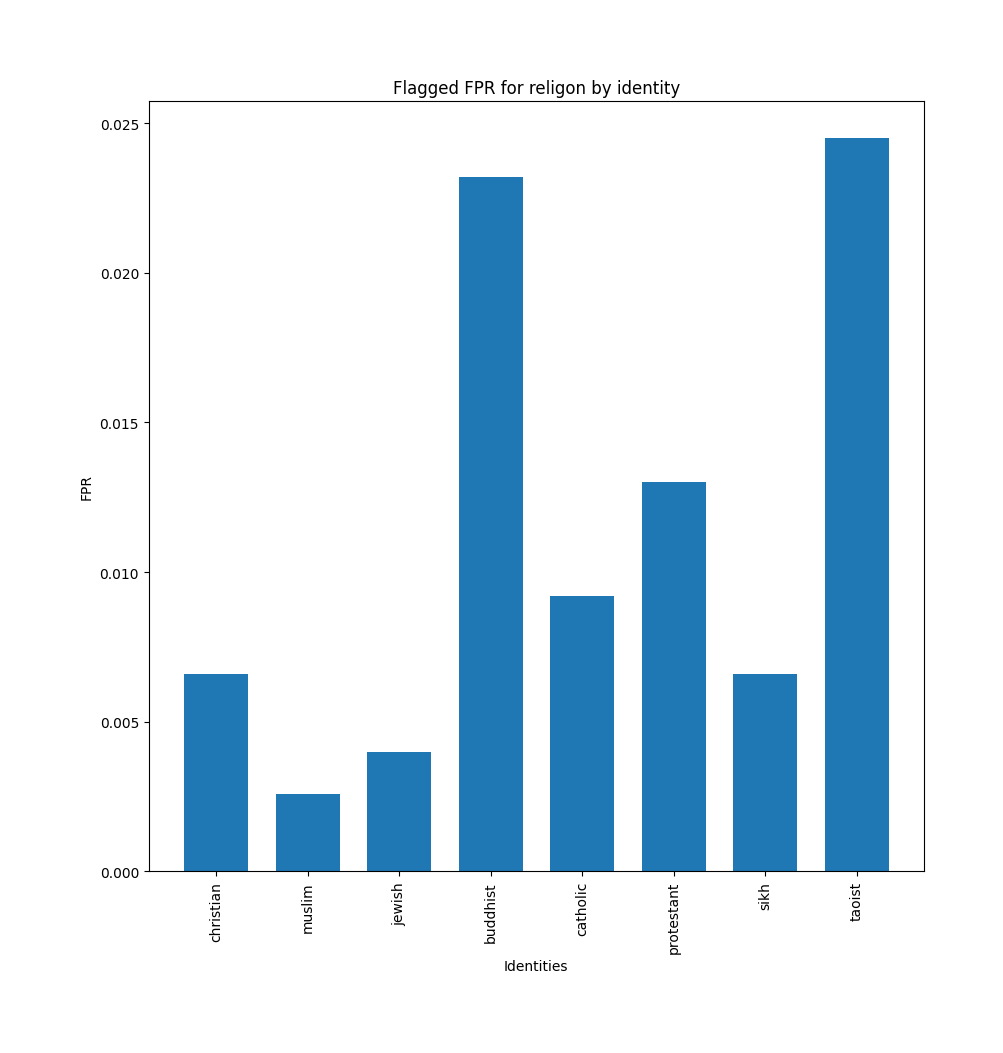 Flagged FPR for religon by identity
0.025
0.020
0.015
0.010
0.005
0.000
FPR
christian
muslim
jewish
buddhist
catholic
protestant
sikh
taoist
Identities